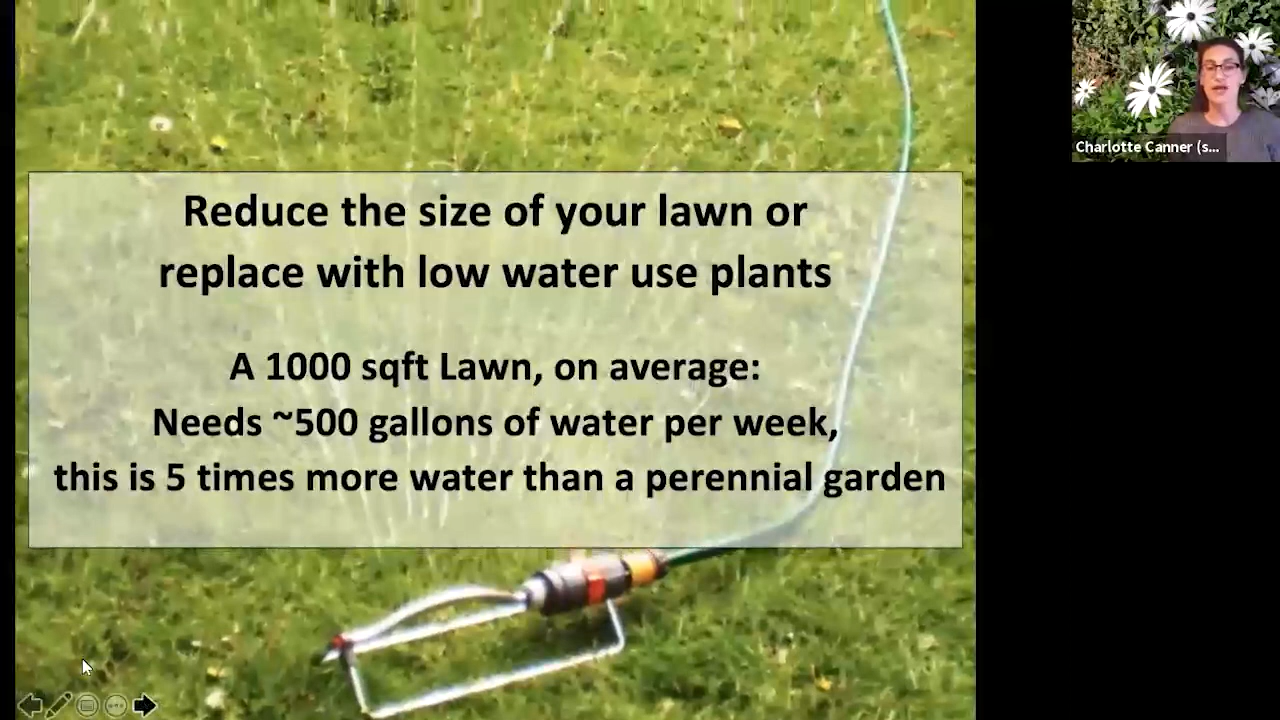 Reduce the size of your lawn or
replace with low water use plants
A 1000 sqft Lawn, on average:
Needs ~500 gallons of water per week,
this is 5 times more water than a perennial garden
Charlotte Canner (s...